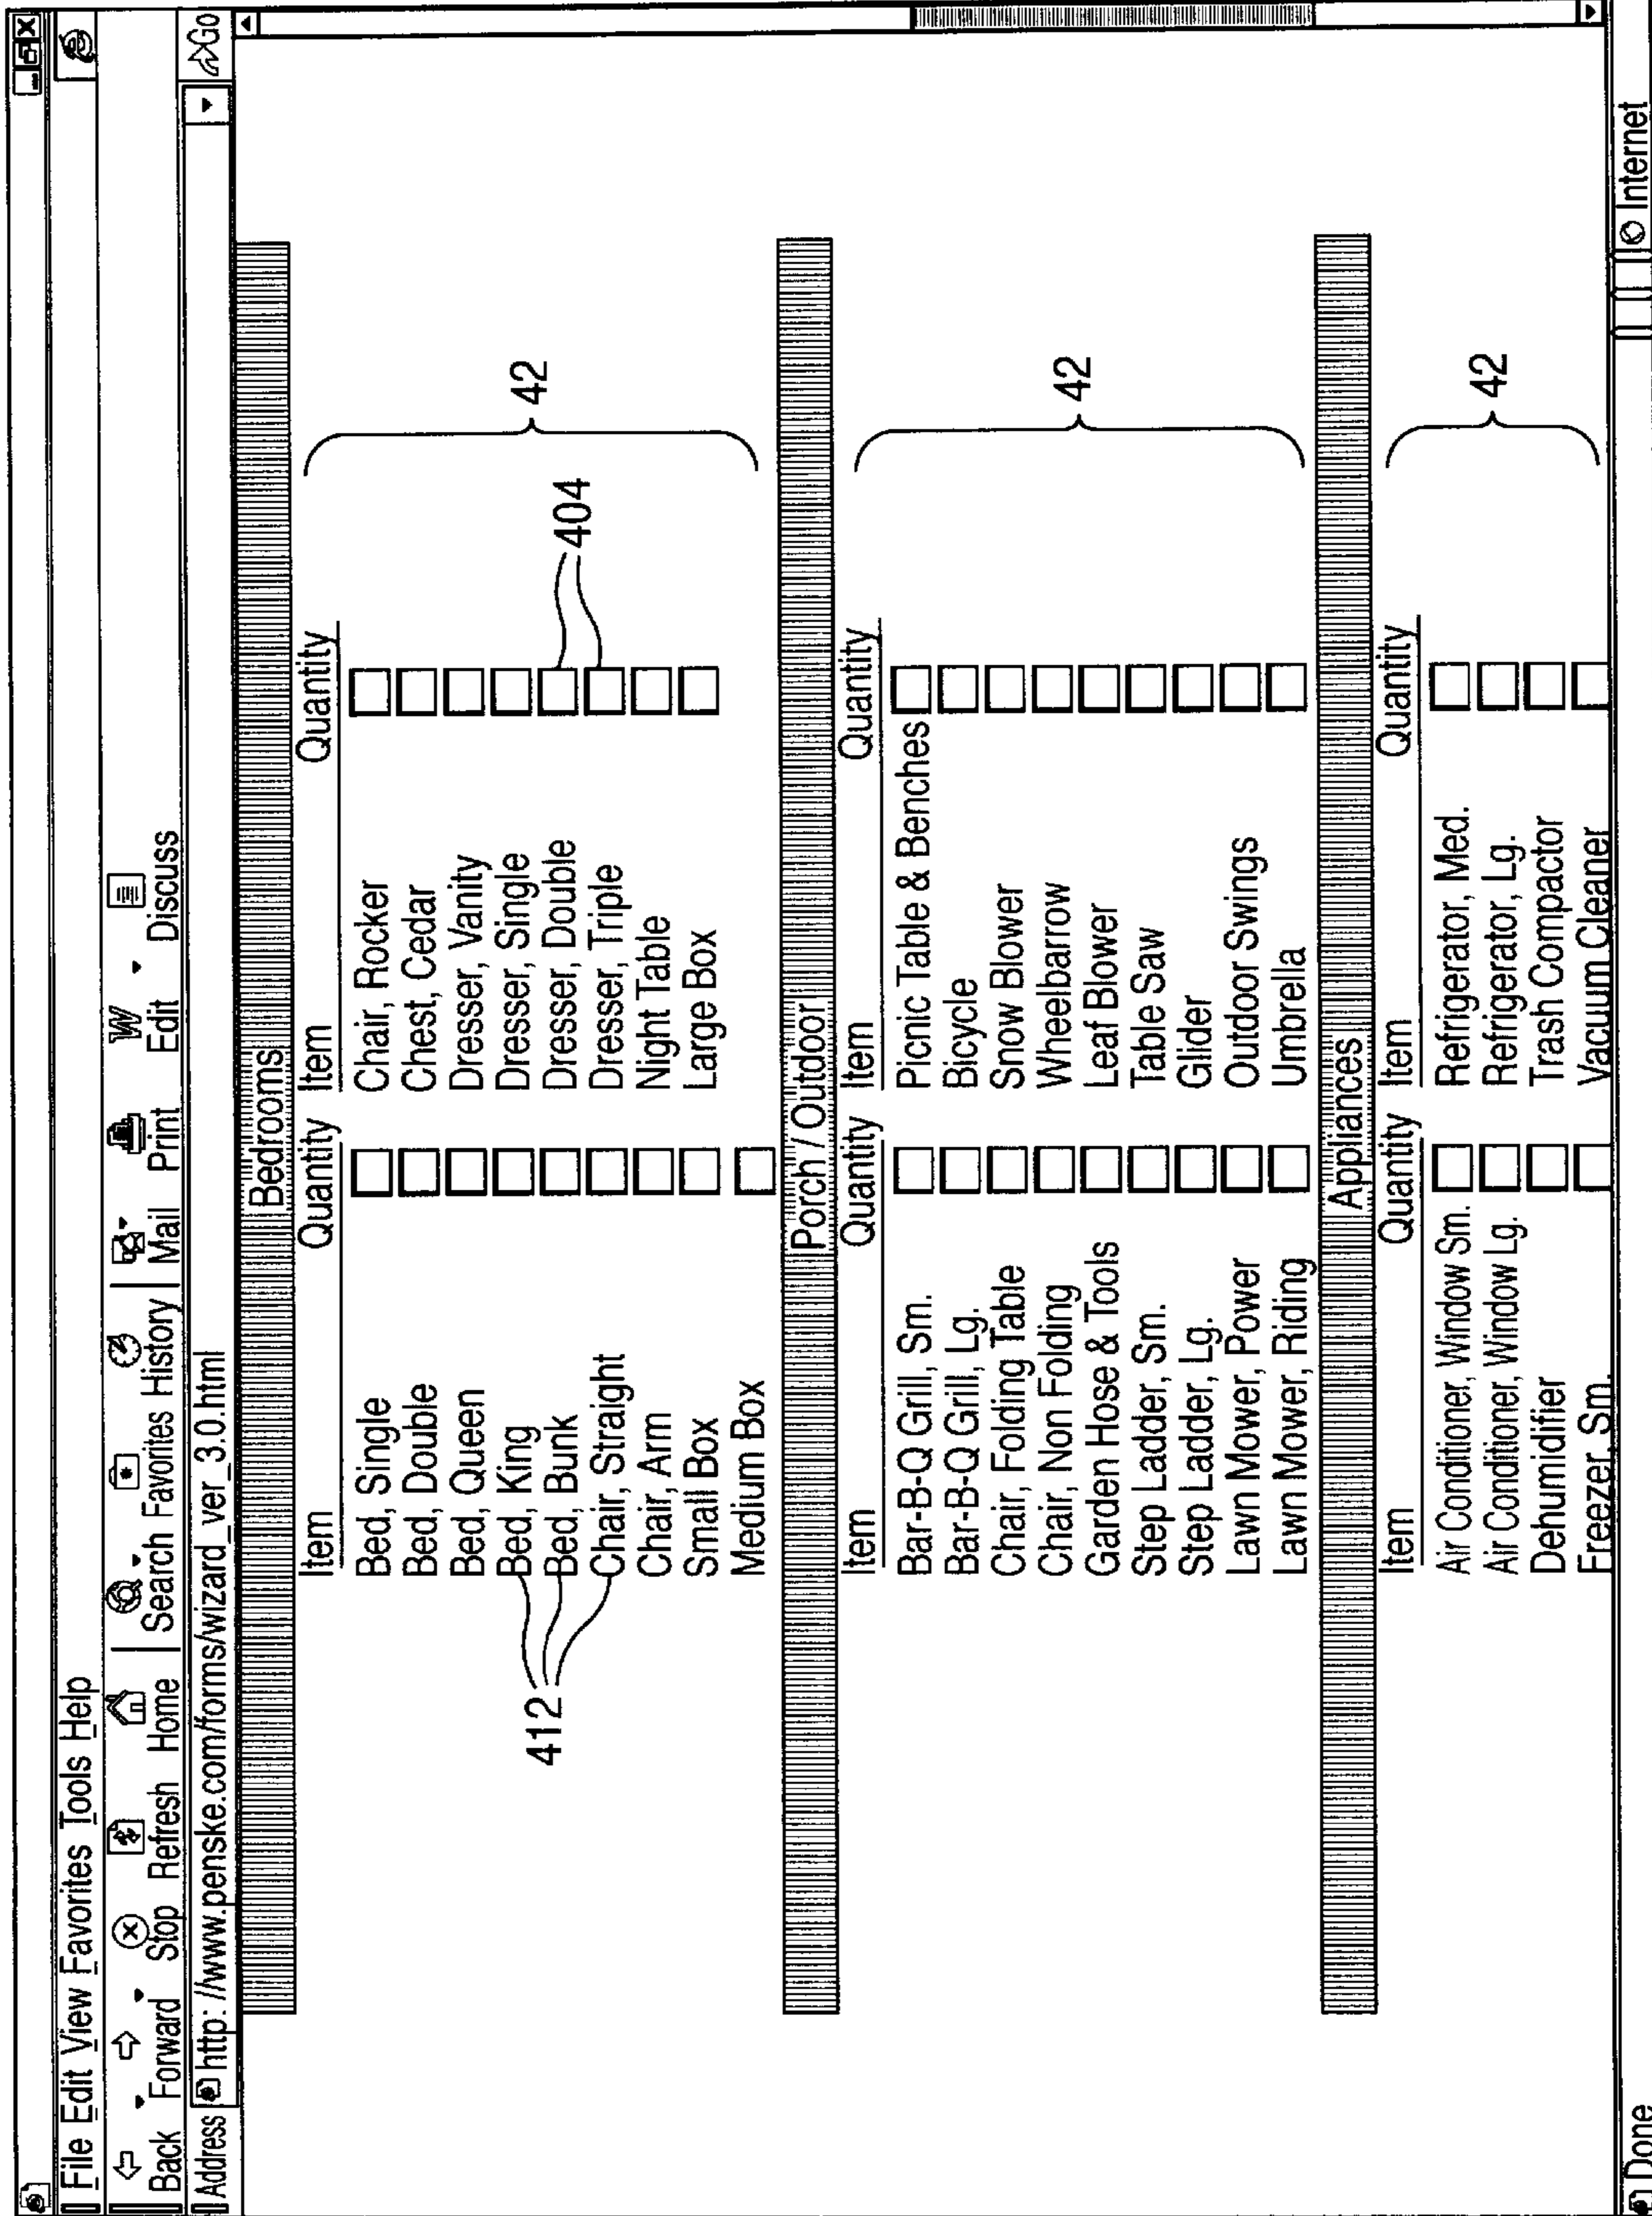 File Edit View Favorites Tools Help
Back Forward Stop Refresh Home Search Favorites History Mail Print Edit Discuss
Address http: //www.penske.com/forms/wizard_ver_3.0.html Go
Bedrooms
Item Quantity Item Quantity
Bed, Single Chair, Rocker
Bed, Double Chest, Cedar
Bed, Queen Dresser, Vanity
Bed, King Dresser, Single
Bed, Bunk Dresser, Double
Chair, Straight Dresser, Triple
Chair, Arm Night Table
Small Box Large Box
Medium Box
412
404
42
Porch / Outdoor
Item Quantity Item Quantity
Bar-B-Q Grill, Sm. Picnic Table & Benches
Bar-B-Q Grill, Lg. Bicycle
Chair, Folding Table Snow Blower
Chair, Non Folding Wheelbarrow
Garden Hose & Tools Leaf Blower
Step Ladder, Sm. Table Saw
Step Ladder, Lg. Glider
Lawn Mower, Power Outdoor Swings
Lawn Mower, Riding Umbrella
42
Appliances
Item Quantity Item Quantity
Air Conditioner, Window Sm. Refrigerator, Med.
Air Conditioner, Window Lg. Refrigerator, Lg.
Dehumidifier Trash Compactor
Freezer, Sm. Vacuum Cleaner
42
Done Internet